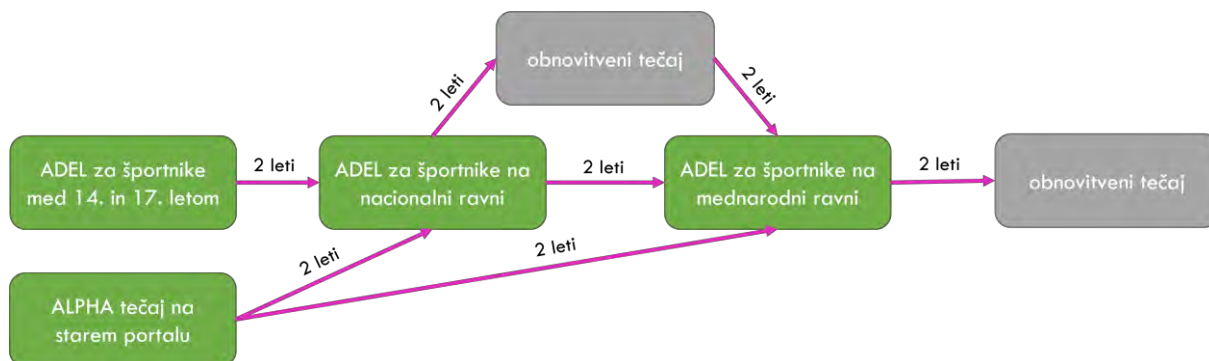 obnovitveni tečaj
2 leti
2 leti
ADEL za športnike
med 14. in 17. letom
2 leti
ADEL za športnike na
nacionalni ravni
2 leti
ADEL za športnike na
mednarodni ravni
2 leti
obnovitveni tečaj
2 leti
2 leti
ALPHA tečaj na
starem portalu